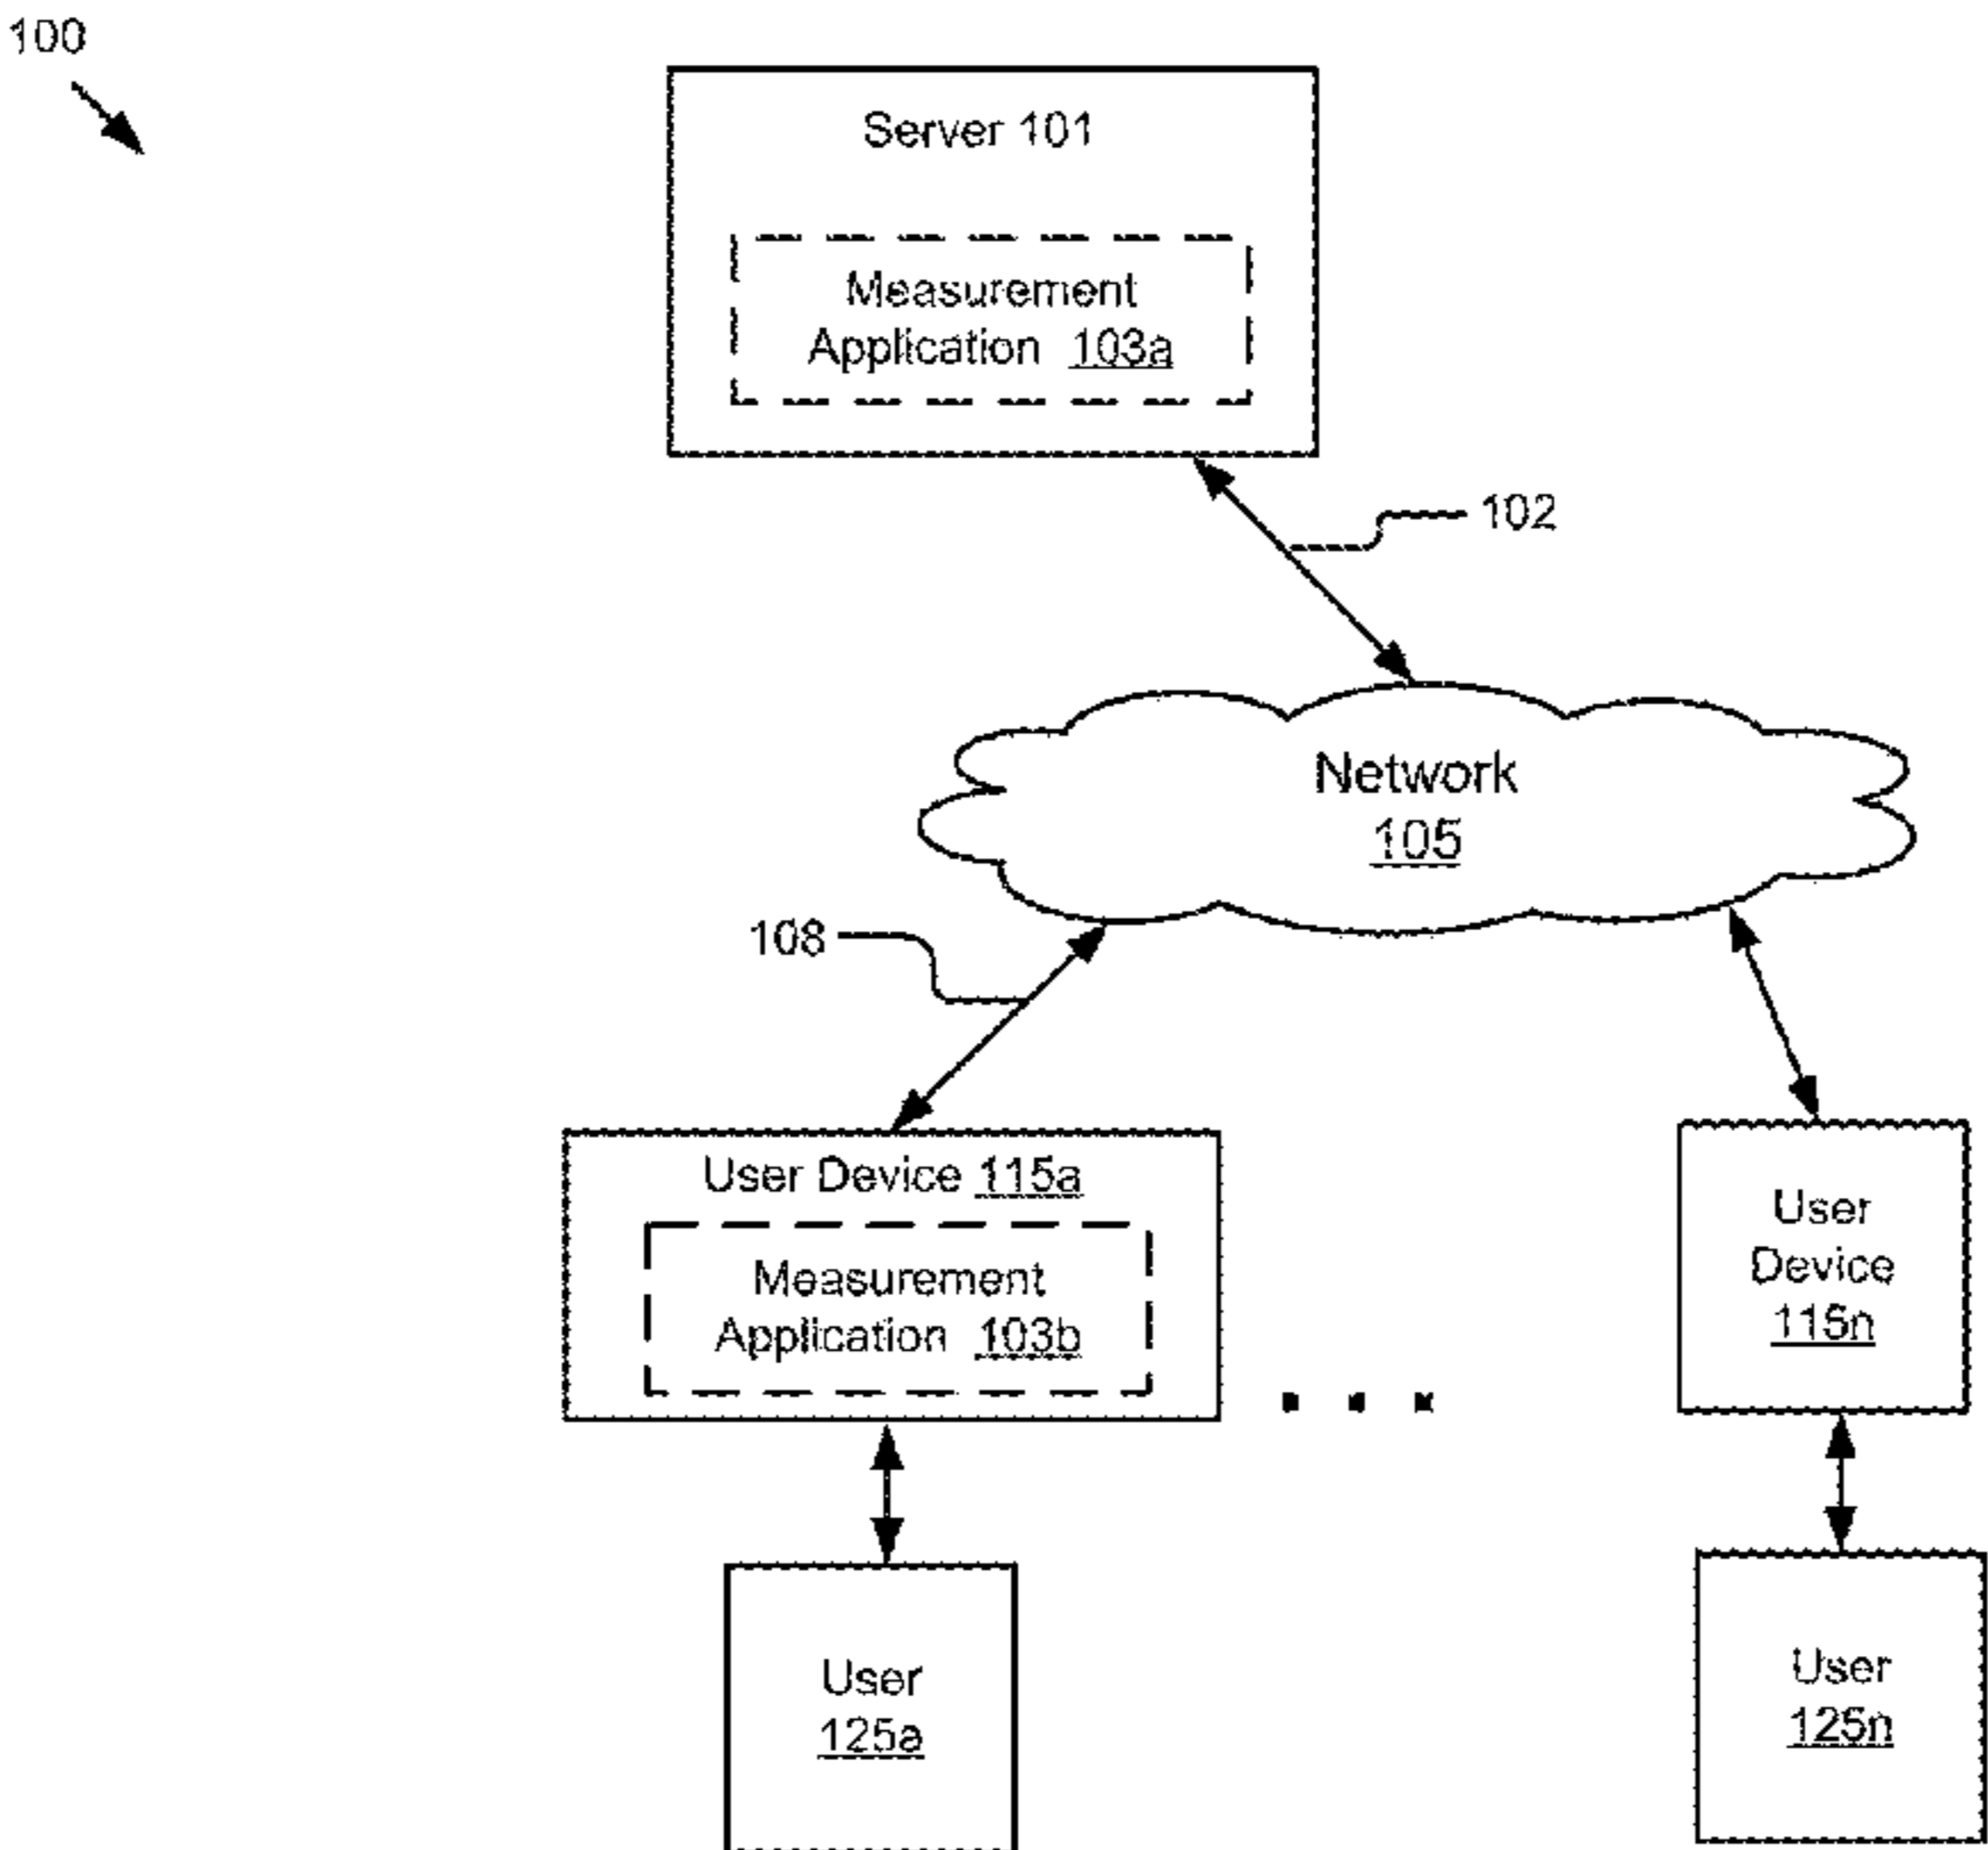 100
Server 101
Measurement
Application 103a
102
Network
105
108
User Device 115a
Measurement
Application 103b
User
Device
115n
User
125a
User
125n